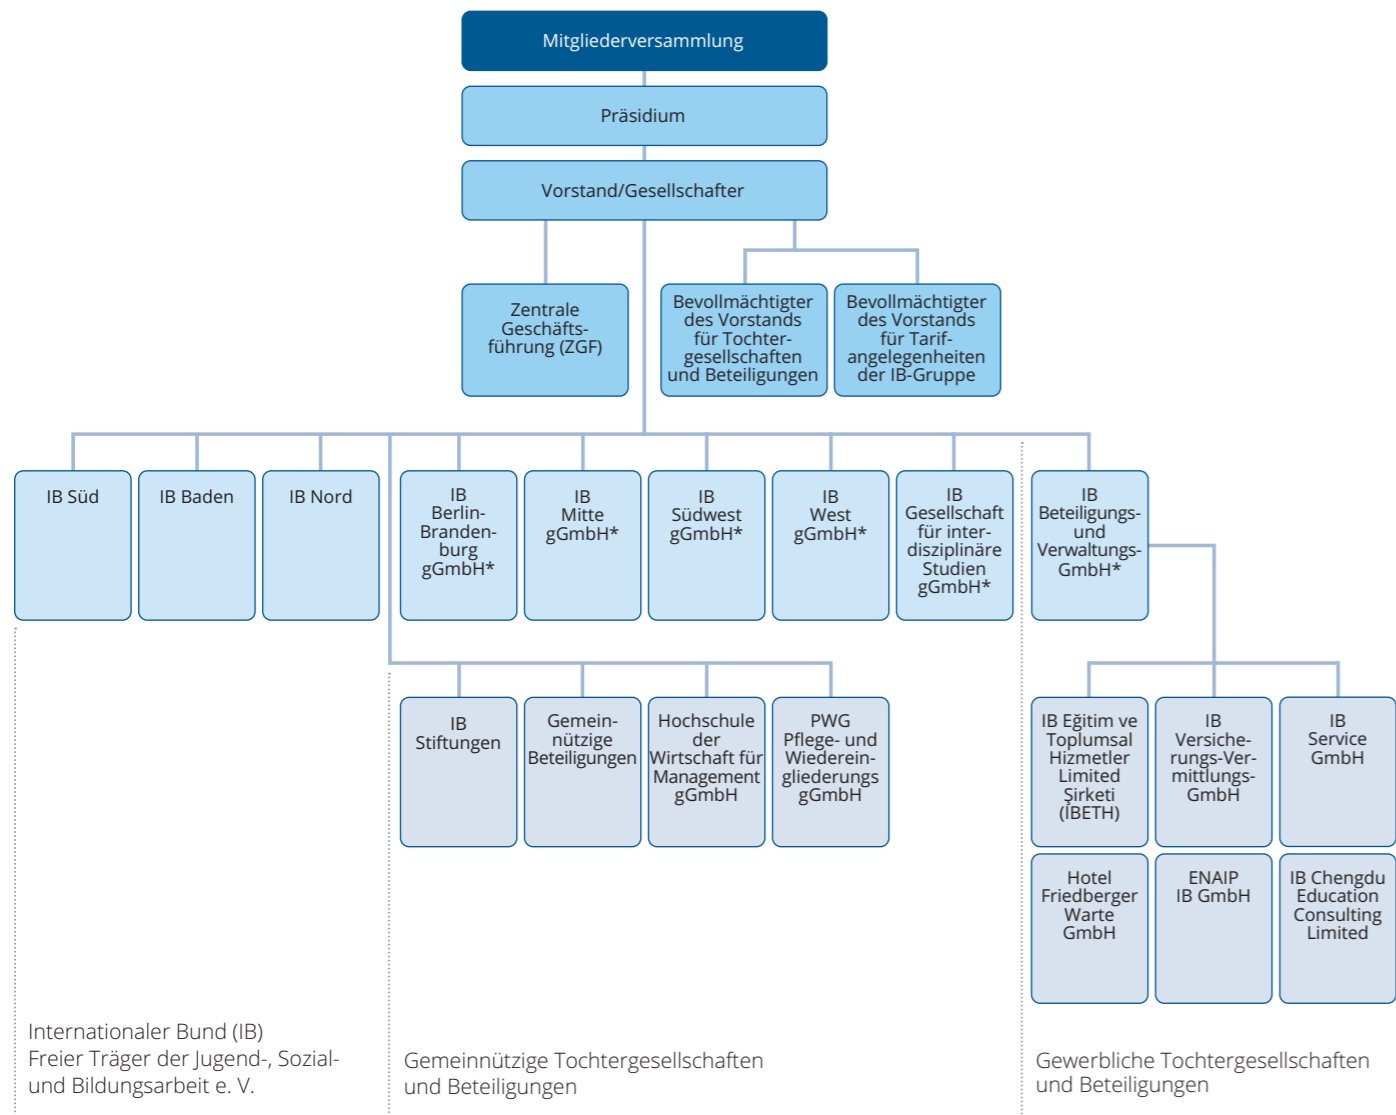 Mitgliederversammlung
Präsidium
Vorstand/Gesellschafter
Zentrale
Geschäfts-
führung (ZGF)
Bevollmächtigter
des Vorstands
für Tochter-
gesellschaften
und Beteiligungen
Bevollmächtigter
des Vorstands
für Tarif-
angelegenheiten
der IB-Gruppe
IB Süd
IB Baden
IB Nord
IB
Berlin-
Branden-
burg
gGmbH*
IB
Mitte
gGmbH*
IB
Südwest
gGmbH*
IB
West
gGmbH*
IB
Gesellschaft
für inter-
disziplinäre
Studien
gGmbH*
IB
Beteiligungs-
und
Verwaltungs-
GmbH*
IB
Stiftungen
Gemein-
nützige
Beteiligungen
Hochschule
der
Wirtschaft für
Management
gGmbH
PWG
Pflege- und
Wiederein-
gliederungs
gGmbH
IB Eğitim ve
Toplumsal
Hizmetler
Limited
Şirketi
(IBETH)
IB
Versiche-
rungs-Ver-
mittlungs-
GmbH
IB
Service
GmbH
Hotel
Friedberger
Warte
GmbH
ENAIP
IB GmbH
IB Chengdu
Education
Consulting
Limited
Internationaler Bund (IB)
Freier Träger der Jugend-, Sozial-
und Bildungsarbeit e. V.
Gemeinnützige Tochtergesellschaften
und Beteiligungen
Gewerbliche Tochtergesellschaften
und Beteiligungen